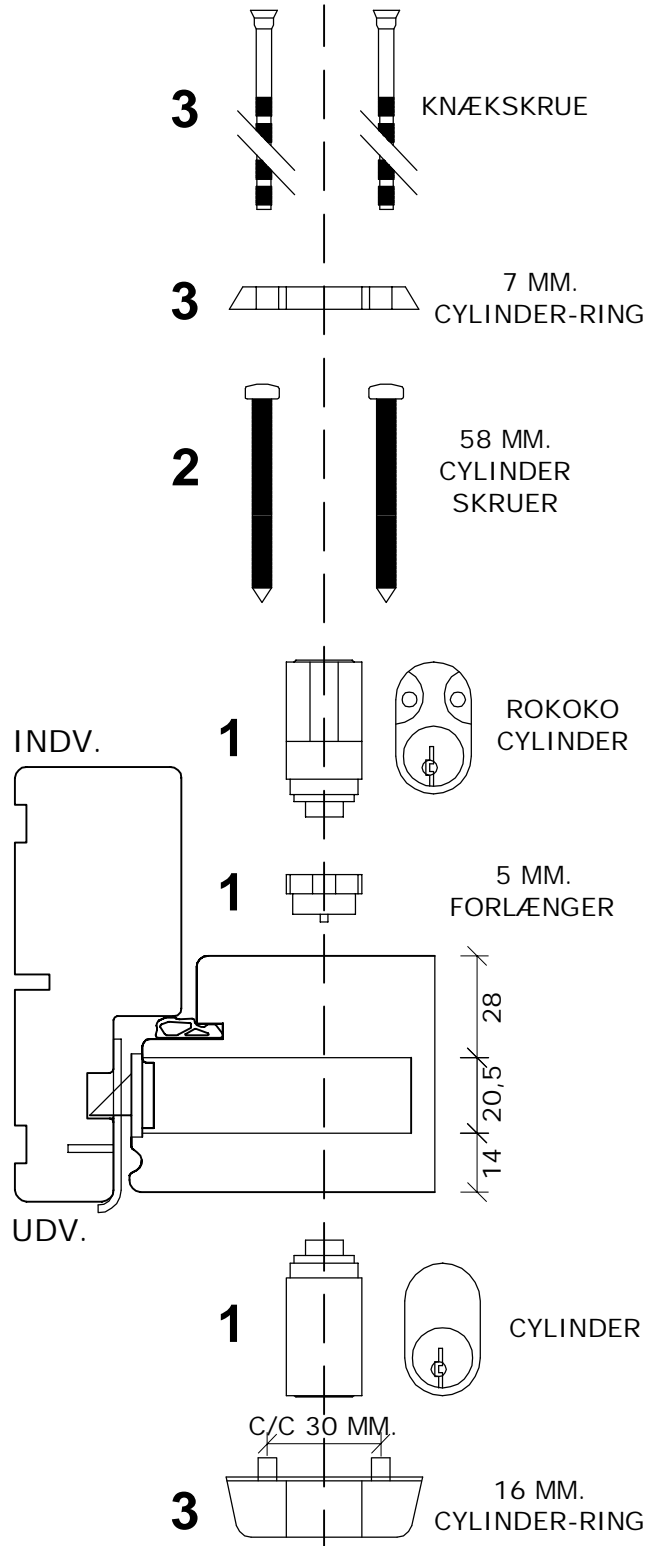 3
KNÆKSKRUE
3
7 MM.
CYLINDER-RING
2
58 MM.
CYLINDER
SKRUER
1
ROKOKO
CYLINDER
INDV.
1
5 MM.
FORLÆNGER
28
20,5
14
UDV.
1
CYLINDER
C/C 30 MM.
3
16 MM.
CYLINDER-RING